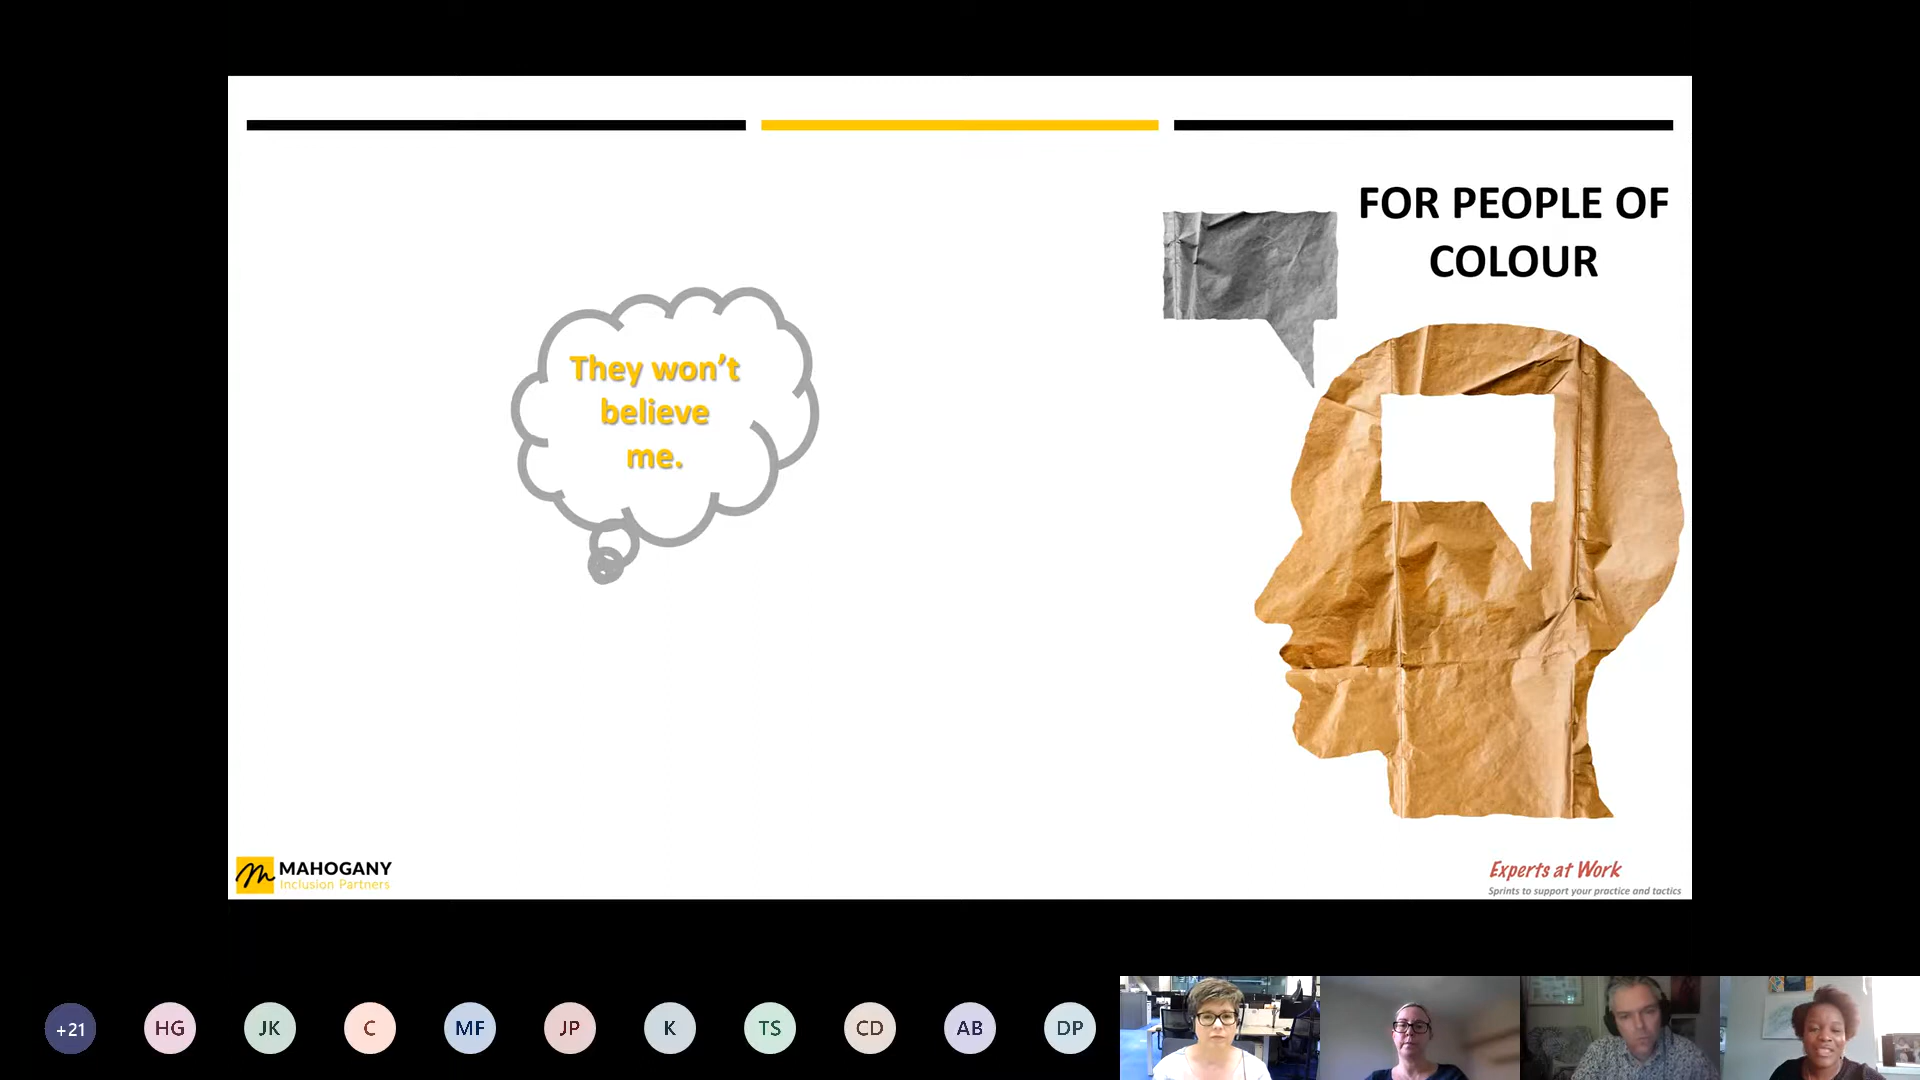 FOR PEOPLE OF
COLOUR
They won’t
believe
me.
MAHOGANY
Inclusion Partners
Experts at Work
Sprints to support your practice and tactics
+21
HG
JK
C
MF
JP
K
TS
CD
AB
DP